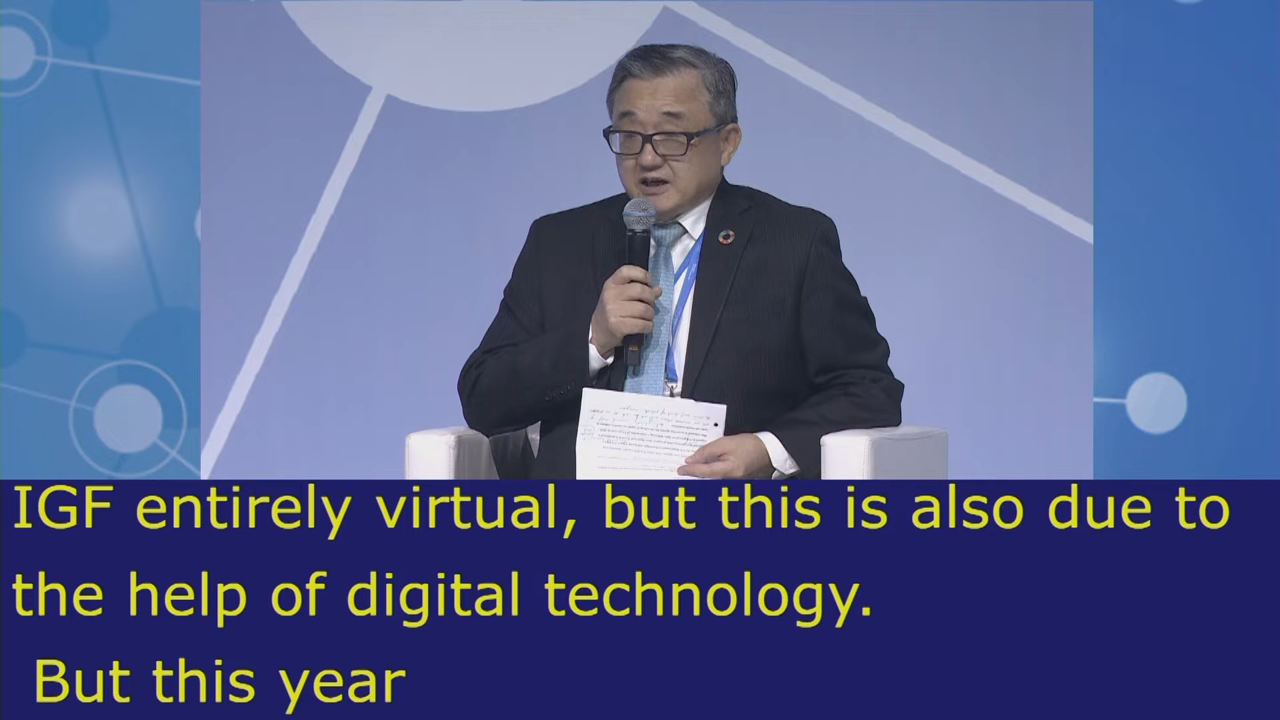 IGF entirely virtual, but this is also due to
the help of digital technology.
But this year